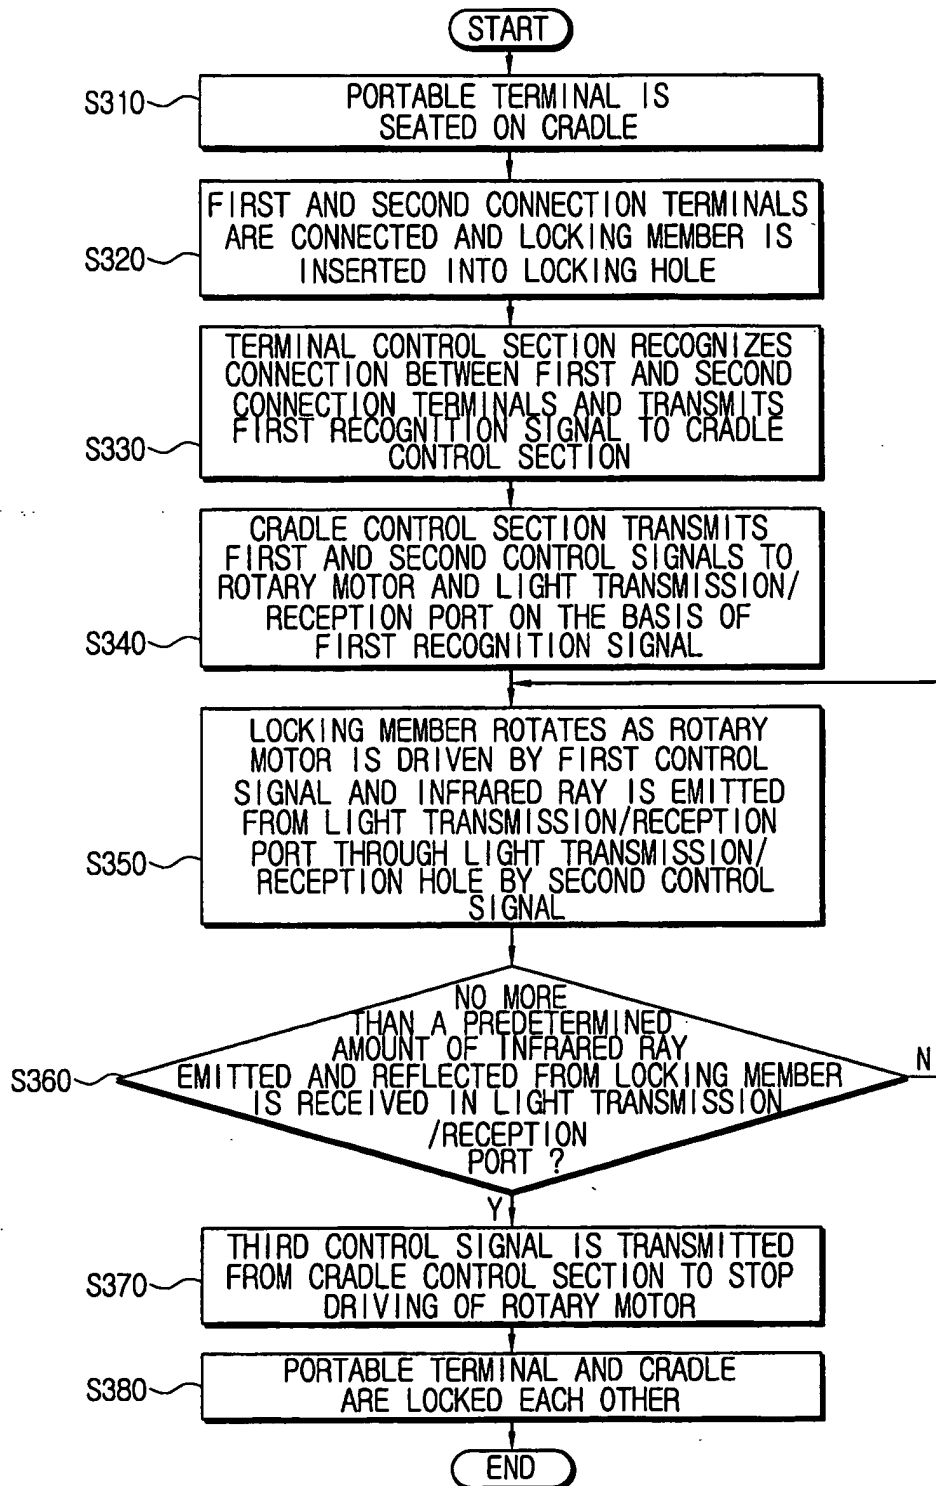 START
S310
PORTABLE TERMINAL IS
SEATED ON CRADLE
S320
FIRST AND SECOND CONNECTION TERMINALS
ARE CONNECTED AND LOCKING MEMBER IS
INSERTED INTO LOCKING HOLE
S330
TERMINAL CONTROL SECTION RECOGNIZES
CONNECTION BETWEEN FIRST AND SECOND
CONNECTION TERMINALS AND TRANSMITS
FIRST RECOGNITION SIGNAL TO CRADLE
CONTROL SECTION
S340
CRADLE CONTROL SECTION TRANSMITS
FIRST AND SECOND CONTROL SIGNALS TO
ROTARY MOTOR AND LIGHT TRANSMISSION/
RECEPTION PORT ON THE BASIS OF
FIRST RECOGNITION SIGNAL
S350
LOCKING MEMBER ROTATES AS ROTARY
MOTOR IS DRIVEN BY FIRST CONTROL
SIGNAL AND INFRARED RAY IS EMITTED
FROM LIGHT TRANSMISSION/RECEPTION
PORT THROUGH LIGHT TRANSMISSION/
RECEPTION HOLE BY SECOND CONTROL
SIGNAL
S360
NO MORE
THAN A PREDETERMINED
AMOUNT OF INFRARED RAY
EMITTED AND REFLECTED FROM LOCKING MEMBER
IS RECEIVED IN LIGHT TRANSMISSION
/RECEPTION
PORT ?
N
Y
S370
THIRD CONTROL SIGNAL IS TRANSMITTED
FROM CRADLE CONTROL SECTION TO STOP
DRIVING OF ROTARY MOTOR
S380
PORTABLE TERMINAL AND CRADLE
ARE LOCKED EACH OTHER
END